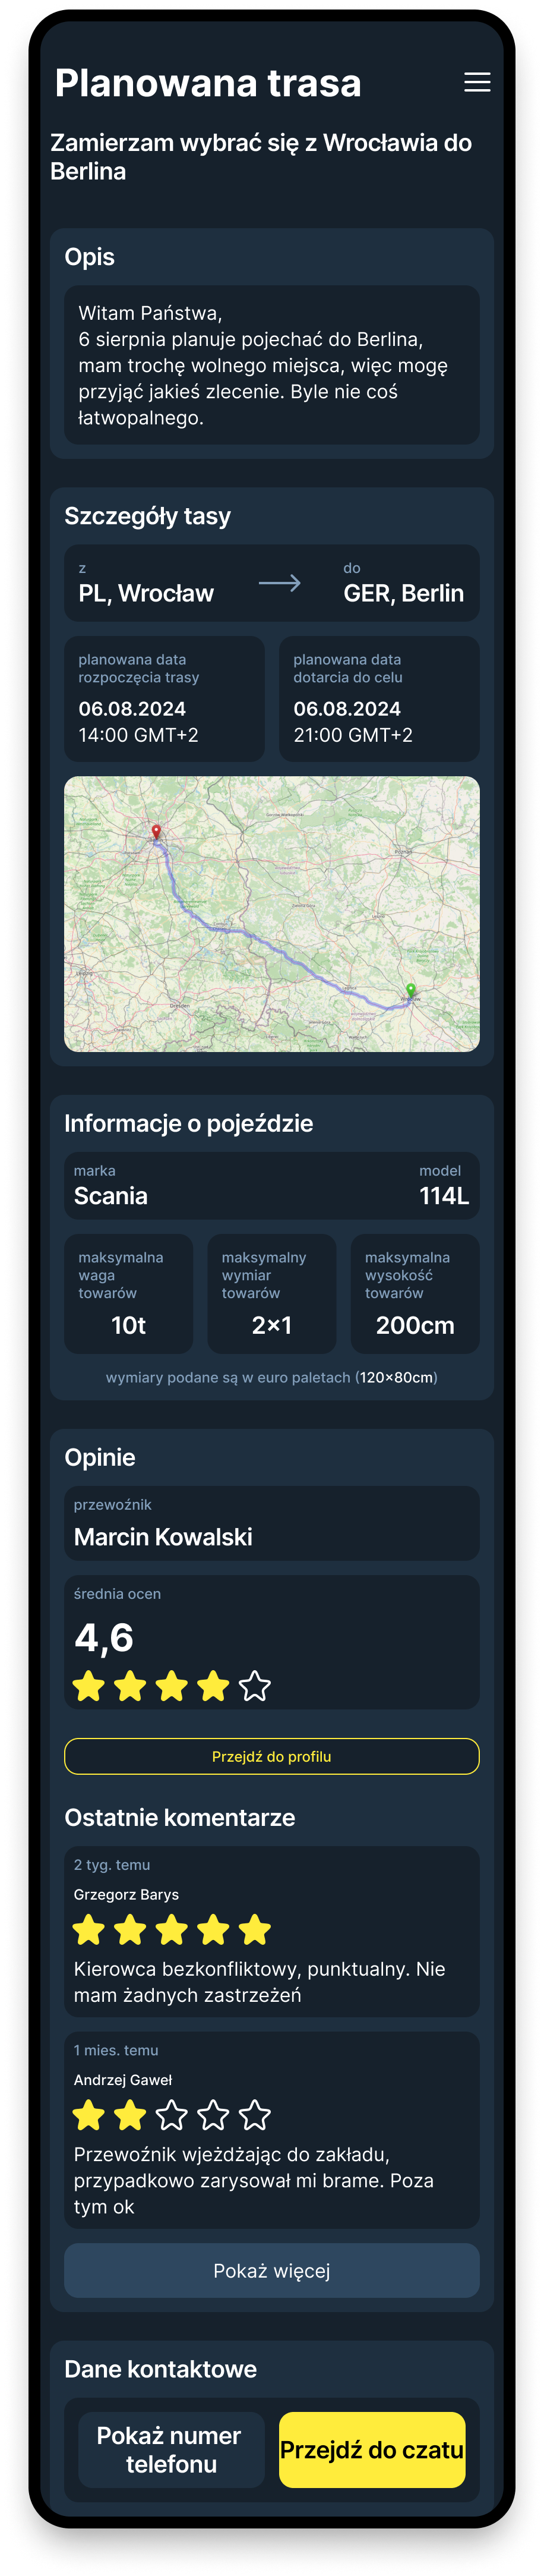 Planowana trasa
Zamierzam wybrać się z Wrocławia do
Berlina
Opis
Witam Państwa,
6 sierpnia planuje pojechać do Berlina,
mam trochę wolnego miejsca, więc mogę
przyjąć jakieś zlecenie. Byle nie coś
łatwopalnego.
Szczegóły tasy
z
PL, Wrocław
do
GER, Berlin
planowana data
rozpoczęcia trasy
06.08.2024
14:00 GMT+2
planowana data
dotarcia do celu
06.08.2024
21:00 GMT+2
Informacje o pojeździe
marka
Scania
model
114L
maksymalna
waga
towarów
10t
maksymalny
wymiar
towarów
2x1
maksymalna
wysokość
towarów
200cm
wymiary podane są w euro paletach (120x80cm)
Opinie
przewoźnik
Marcin Kowalski
średnia ocen
4,6
Przejdź do profilu
Ostatnie komentarze
2 tyg. temu
Grzegorz Barys
Kierowca bezkonfliktowy, punktualny. Nie
mam żadnych zastrzeżeń
1 mies. temu
Andrzej Gaweł
Przewoźnik wjeżdżając do zakładu,
przypadkowo zarysował mi brame. Poza
tym ok
Pokaż więcej
Dane kontaktowe
Pokaż numer
telefonu
Przejdź do czatu